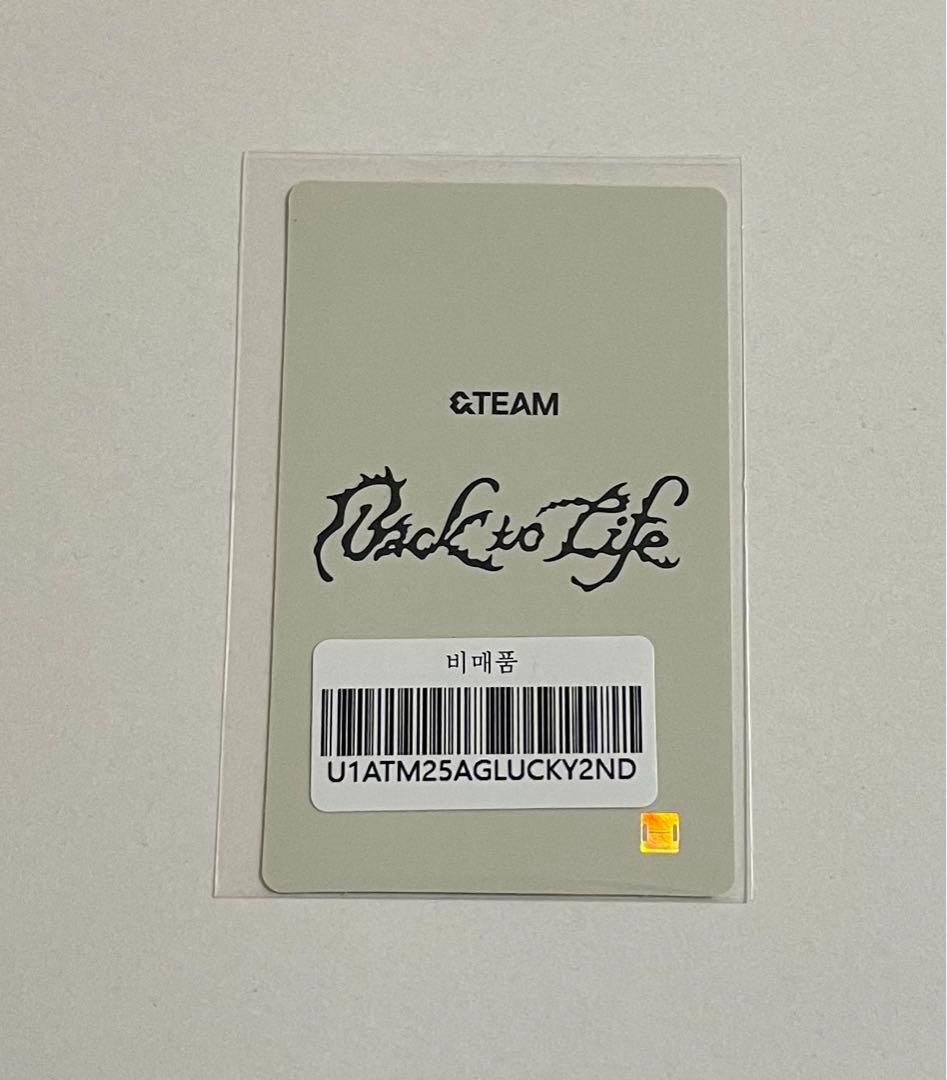 &TEAM
Back to Life
비매품
U1ATM25AGLUCKY2ND